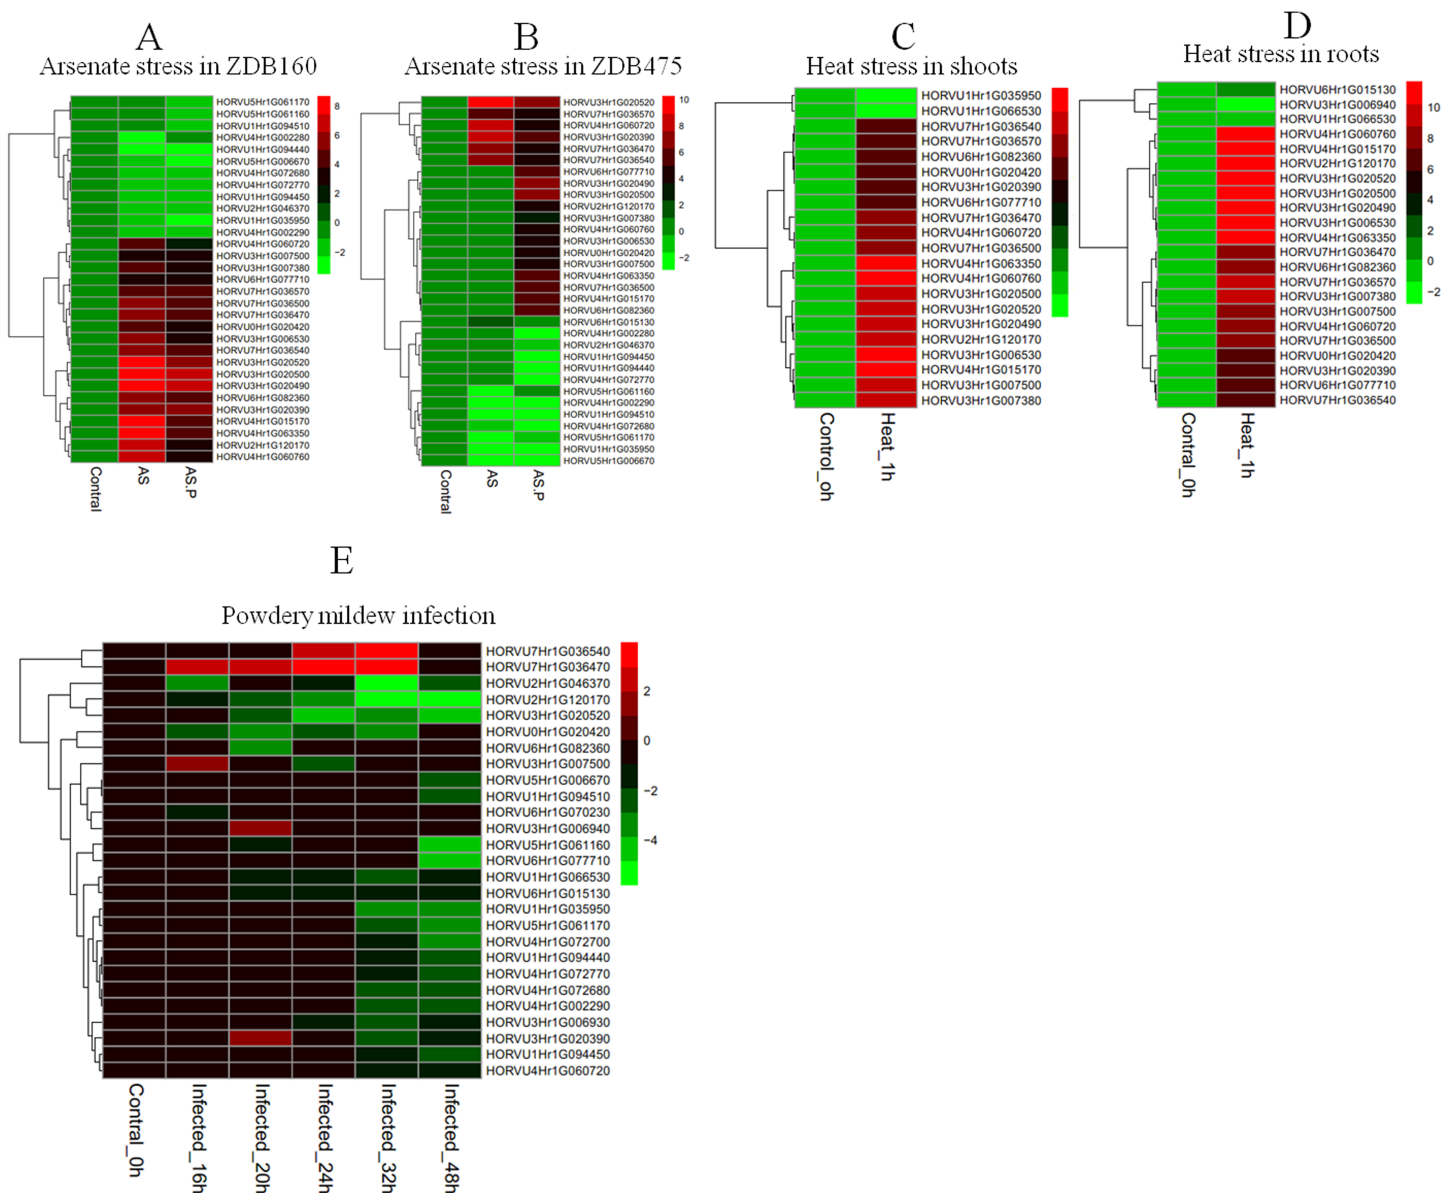 A
Arsenate stress in ZDB160
HORVU5Hr1G061170
HORVU5Hr1G061160
HORVU1Hr1G094510
HORVU4Hr1G002280
HORVU1Hr1G094440
HORVU5Hr1G006670
HORVU4Hr1G072680
HORVU4Hr1G072770
HORVU1Hr1G094450
HORVU2Hr1G046370
HORVU1Hr1G035950
HORVU4Hr1G002290
HORVU4Hr1G060720
HORVU3Hr1G007500
HORVU3Hr1G007380
HORVU6Hr1G077710
HORVU7Hr1G036570
HORVU7Hr1G036500
HORVU7Hr1G036470
HORVU0Hr1G020420
HORVU3Hr1G006530
HORVU7Hr1G036540
HORVU3Hr1G020520
HORVU3Hr1G020500
HORVU3Hr1G020490
HORVU6Hr1G082360
HORVU3Hr1G020390
HORVU4Hr1G015170
HORVU4Hr1G063350
HORVU2Hr1G120170
HORVU4Hr1G060760
8
6
4
2
0
−2
Contral
AS
AS.P
B
Arsenate stress in ZDB475
HORVU3Hr1G020520
HORVU7Hr1G036570
HORVU4Hr1G060720
HORVU3Hr1G020390
HORVU7Hr1G036470
HORVU7Hr1G036540
HORVU6Hr1G077710
HORVU3Hr1G020490
HORVU3Hr1G020500
HORVU2Hr1G120170
HORVU3Hr1G007380
HORVU4Hr1G060760
HORVU3Hr1G006530
HORVU0Hr1G020420
HORVU3Hr1G007500
HORVU4Hr1G063350
HORVU7Hr1G036500
HORVU4Hr1G015170
HORVU6Hr1G082360
HORVU6Hr1G015130
HORVU4Hr1G002280
HORVU2Hr1G046370
HORVU1Hr1G094450
HORVU1Hr1G094440
HORVU4Hr1G072770
HORVU5Hr1G061160
HORVU4Hr1G002290
HORVU1Hr1G094510
HORVU4Hr1G072680
HORVU5Hr1G061170
HORVU1Hr1G035950
HORVU5Hr1G006670
10
8
6
4
2
0
−2
Contral
AS
AS.P
C
Heat stress in shoots
HORVU1Hr1G035950
HORVU1Hr1G066530
HORVU7Hr1G036540
HORVU7Hr1G036570
HORVU6Hr1G082360
HORVU0Hr1G020420
HORVU3Hr1G020390
HORVU6Hr1G077710
HORVU7Hr1G036470
HORVU4Hr1G060720
HORVU7Hr1G036500
HORVU4Hr1G063350
HORVU4Hr1G060760
HORVU3Hr1G020500
HORVU3Hr1G020520
HORVU3Hr1G020490
HORVU2Hr1G120170
HORVU3Hr1G006530
HORVU4Hr1G015170
HORVU3Hr1G007500
HORVU3Hr1G007380
Control_oh
Heat_1h
D
Heat stress in roots
HORVU6Hr1G015130
HORVU3Hr1G006940
HORVU1Hr1G066530
HORVU4Hr1G060760
HORVU4Hr1G015170
HORVU2Hr1G120170
HORVU3Hr1G020520
HORVU3Hr1G020500
HORVU3Hr1G020490
HORVU3Hr1G006530
HORVU4Hr1G063350
HORVU7Hr1G036470
HORVU6Hr1G082360
HORVU7Hr1G036570
HORVU3Hr1G007380
HORVU3Hr1G007500
HORVU4Hr1G060720
HORVU7Hr1G036500
HORVU0Hr1G020420
HORVU3Hr1G020390
HORVU6Hr1G077710
HORVU7Hr1G036540
10
8
6
4
2
0
−2
Contral_0h
Heat_1h
E
Powdery mildew infection
HORVU7Hr1G036540
HORVU7Hr1G036470
HORVU2Hr1G046370
HORVU2Hr1G120170
HORVU3Hr1G020520
HORVU0Hr1G020420
HORVU6Hr1G082360
HORVU3Hr1G007500
HORVU5Hr1G006670
HORVU1Hr1G094510
HORVU6Hr1G070230
HORVU3Hr1G006940
HORVU5Hr1G061160
HORVU6Hr1G077710
HORVU1Hr1G066530
HORVU6Hr1G015130
HORVU1Hr1G035950
HORVU5Hr1G061170
HORVU4Hr1G072700
HORVU1Hr1G094440
HORVU4Hr1G072770
HORVU4Hr1G072680
HORVU4Hr1G002290
HORVU3Hr1G006930
HORVU3Hr1G020390
HORVU1Hr1G094450
HORVU4Hr1G060720
2
0
−2
−4
Contral_0h
Infected_16h
Infected_20h
Infected_24h
Infected_32h
Infected_48h